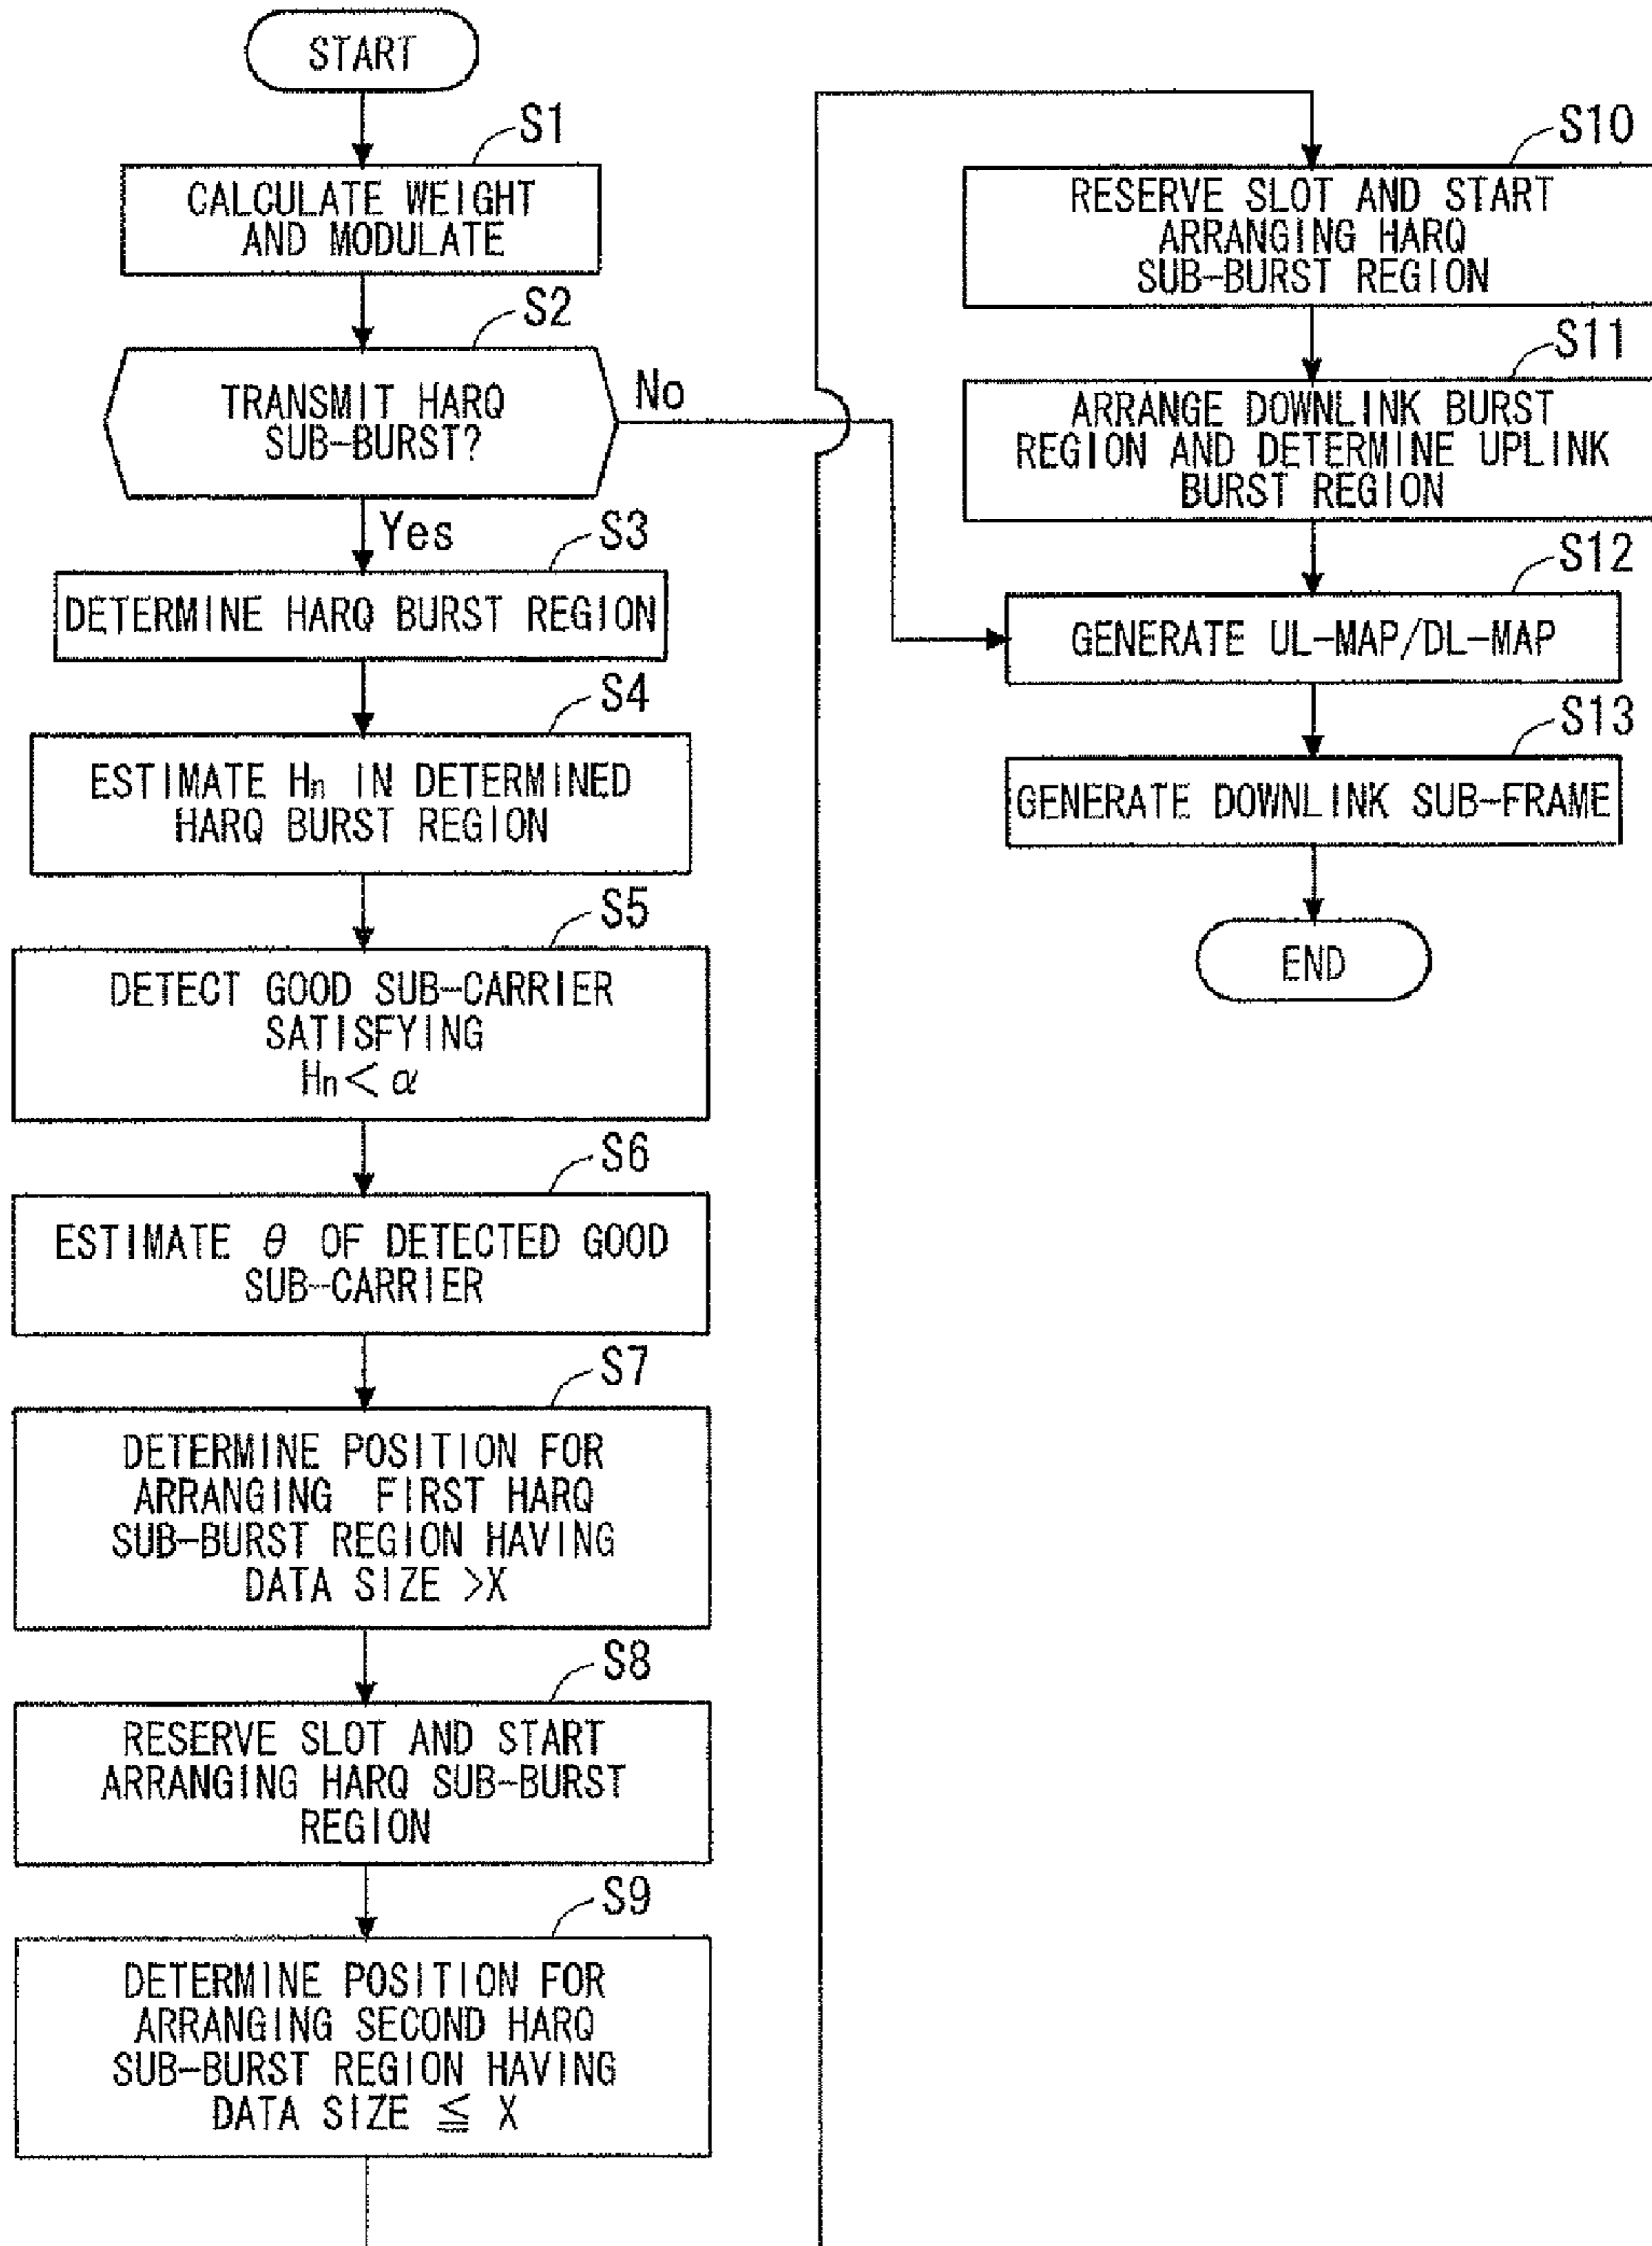 START
S1
CALCULATE WEIGHT
AND MODULATE
S2
TRANSMIT HARQ
SUB-BURST?
No
Yes
S3
DETERMINE HARQ BURST REGION
S4
ESTIMATE Hn IN DETERMINED
HARQ BURST REGION
S5
DETECT GOOD SUB-CARRIER
SATISFYING
Hn < α
S6
ESTIMATE θ OF DETECTED GOOD
SUB-CARRIER
S7
DETERMINE POSITION FOR
ARRANGING FIRST HARQ
SUB-BURST REGION HAVING
DATA SIZE >X
S8
RESERVE SLOT AND START
ARRANGING HARQ SUB-BURST
REGION
S9
DETERMINE POSITION FOR
ARRANGING SECOND HARQ
SUB-BURST REGION HAVING
DATA SIZE ≦ X
S10
RESERVE SLOT AND START
ARRANGING HARQ
SUB-BURST REGION
S11
ARRANGE DOWNLINK BURST
REGION AND DETERMINE UPLINK
BURST REGION
S12
GENERATE UL-MAP/DL-MAP
S13
GENERATE DOWNLINK SUB-FRAME
END